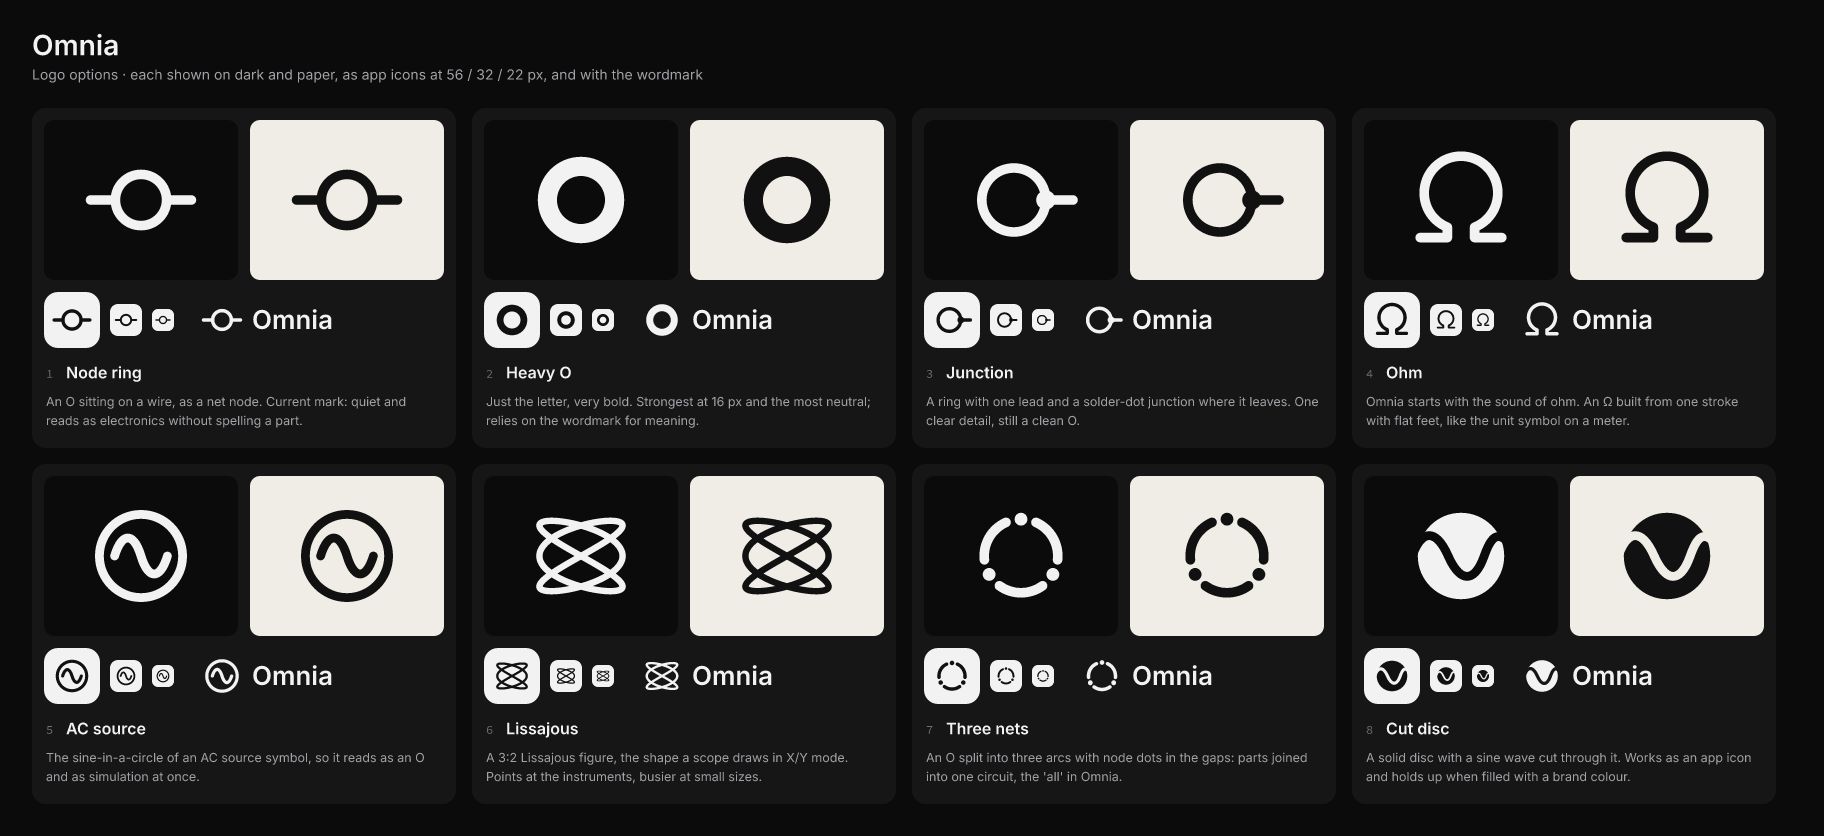 Omnia
Logo options · each shown on dark and paper, as app icons at 56 / 32 / 22 px, and with the wordmark
Omnia
1 Node ring
An O sitting on a wire, as a net node. Current mark: quiet and
reads as electronics without spelling a part.
Omnia
2 Heavy O
Just the letter, very bold. Strongest at 16 px and the most neutral;
relies on the wordmark for meaning.
Omnia
3 Junction
A ring with one lead and a solder-dot junction where it leaves. One
clear detail, still a clean O.
Omnia
4 Ohm
Omnia starts with the sound of ohm. An Ω built from one stroke
with flat feet, like the unit symbol on a meter.
Omnia
5 AC source
The sine-in-a-circle of an AC source symbol, so it reads as an O
and as simulation at once.
Omnia
6 Lissajous
A 3:2 Lissajous figure, the shape a scope draws in X/Y mode.
Points at the instruments, busier at small sizes.
Omnia
7 Three nets
An O split into three arcs with node dots in the gaps: parts joined
into one circuit, the 'all' in Omnia.
Omnia
8 Cut disc
A solid disc with a sine wave cut through it. Works as an app icon
and holds up when filled with a brand colour.